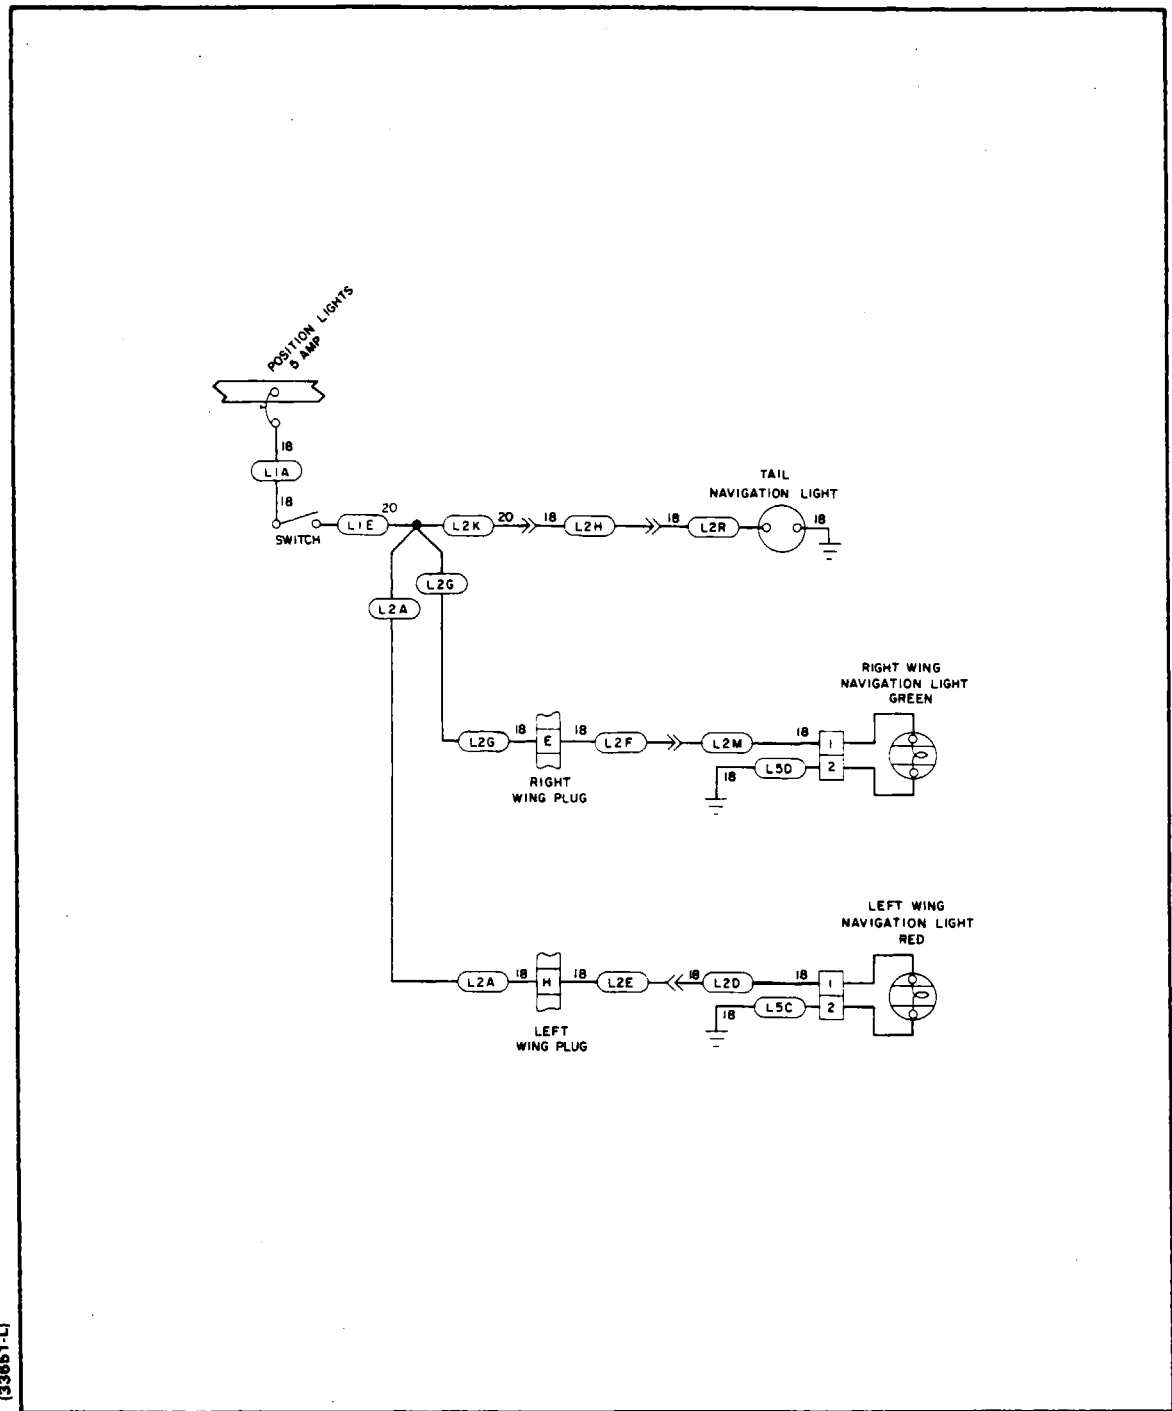 POSITION LIGHTS
5 AMP
18
L1A
18
SWITCH
L1E
20
L2K
20
18
L2H
18
L2R
TAIL
NAVIGATION LIGHT
18
L2G
L2A
RIGHT WING
NAVIGATION LIGHT
GREEN
L2G
18
E
18
L2F
L2M
18
1
RIGHT
WING PLUG
18
L5D
2
LEFT WING
NAVIGATION LIGHT
RED
L2A
18
H
18
L2E
18
L2D
18
1
LEFT
WING PLUG
18
L5C
2